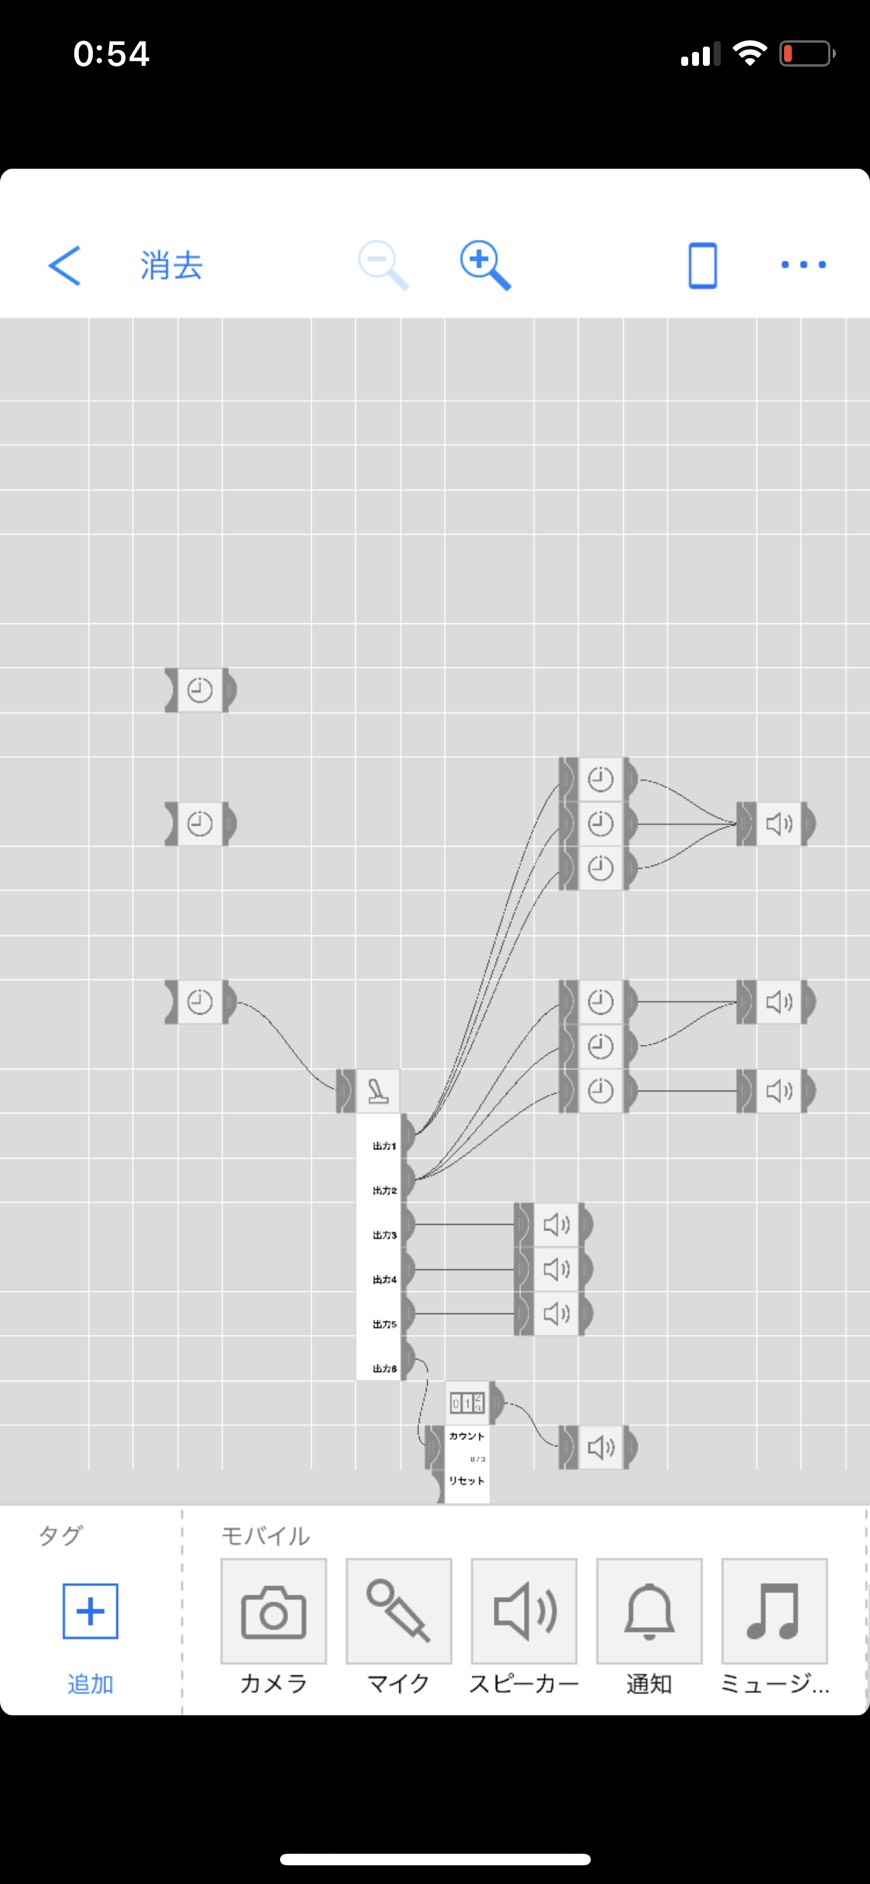 0:54
消去
出力1
出力2
出力3
出力4
出力5
出力6
カウント
リセット
タグ
モバイル
追加
カメラ
マイク
スピーカー
通知
ミュージ...